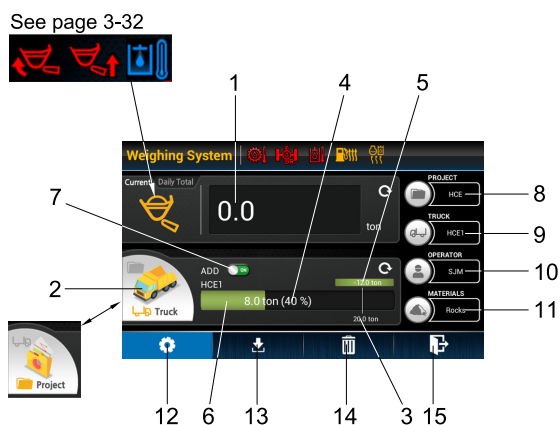 See page 3-32
1 4 5
Weighing System
Current Daily Total
0.0
ton
PROJECT
HCE
8
TRUCK
HCE1
9
7
OPERATOR
SJM
10
ADD ON
HCE1
-12.0 ton
8.0 ton (40 %)
20.0 ton
MATERIALS
Rocks
11
2
Truck
Project
12 6 13 14 3 15